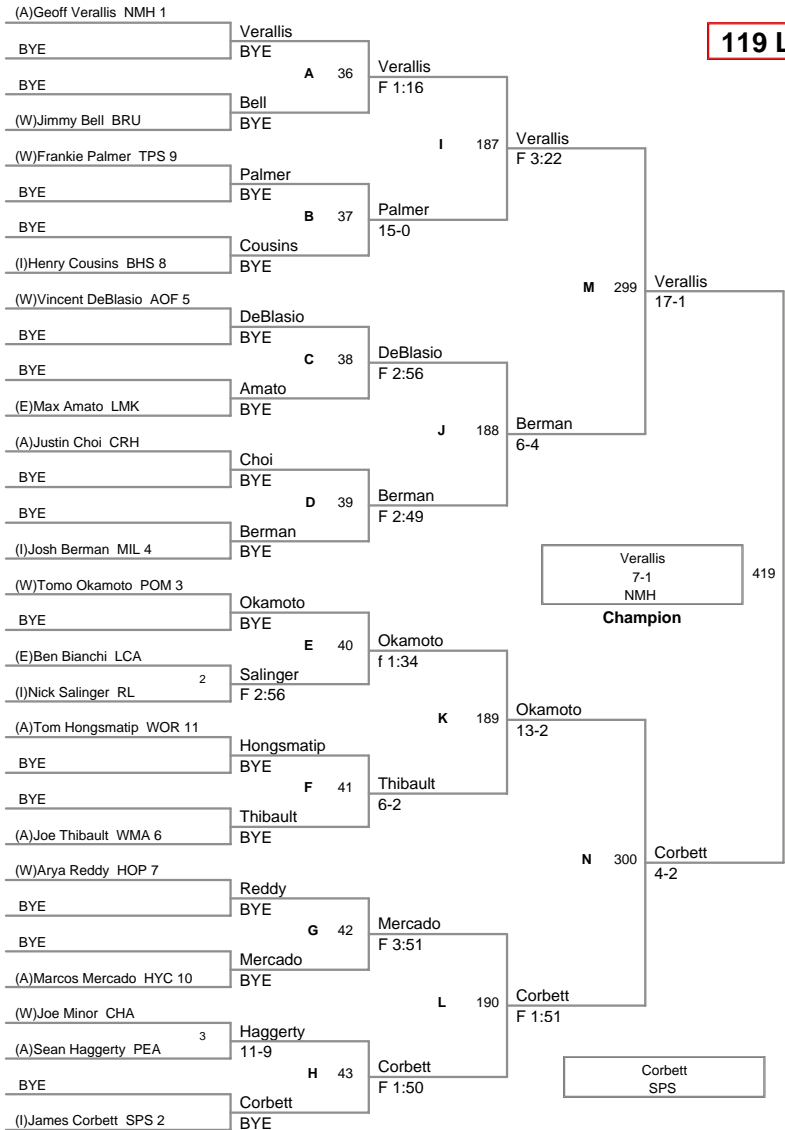 (A)Geoff Verallis NMH 1
119 L
Verallis
BYE
BYE
A 36
Verallis
F 1:16
BYE
Bell
(W)Jimmy Bell BRU
BYE
I 187
Verallis
F 3:22
(W)Frankie Palmer TPS 9
Palmer
BYE
BYE
B 37
Palmer
15-0
BYE
Cousins
(I)Henry Cousins BHS 8
BYE
M 299
Verallis
17-1
(W)Vincent DeBlasio AOF 5
DeBlasio
BYE
BYE
C 38
DeBlasio
F 2:56
BYE
Amato
(E)Max Amato LMK
BYE
J 188
Berman
6-4
(A)Justin Choi CRH
Choi
BYE
BYE
D 39
Berman
F 2:49
BYE
Berman
(I)Josh Berman MIL 4
BYE
Verallis
7-1
NMH
419
Champion
(W)Tomo Okamoto POM 3
Okamoto
BYE
BYE
E 40
Okamoto
f 1:34
(E)Ben Bianchi LCA
2
Salinger
(I)Nick Salinger RL
F 2:56
K 189
Okamoto
13-2
(A)Tom Hongsmatip WOR 11
Hongsmatip
BYE
BYE
F 41
Thibault
6-2
BYE
Thibault
(A)Joe Thibault WMA 6
BYE
N 300
Corbett
4-2
(W)Arya Reddy HOP 7
Reddy
BYE
BYE
G 42
Mercado
F 3:51
BYE
Mercado
(A)Marcos Mercado HYC 10
BYE
L 190
Corbett
F 1:51
(W)Joe Minor CHA
3
Haggerty
(A)Sean Haggerty PEA
11-9
H 43
Corbett
F 1:50
BYE
Corbett
(I)James Corbett SPS 2
BYE
Corbett
SPS